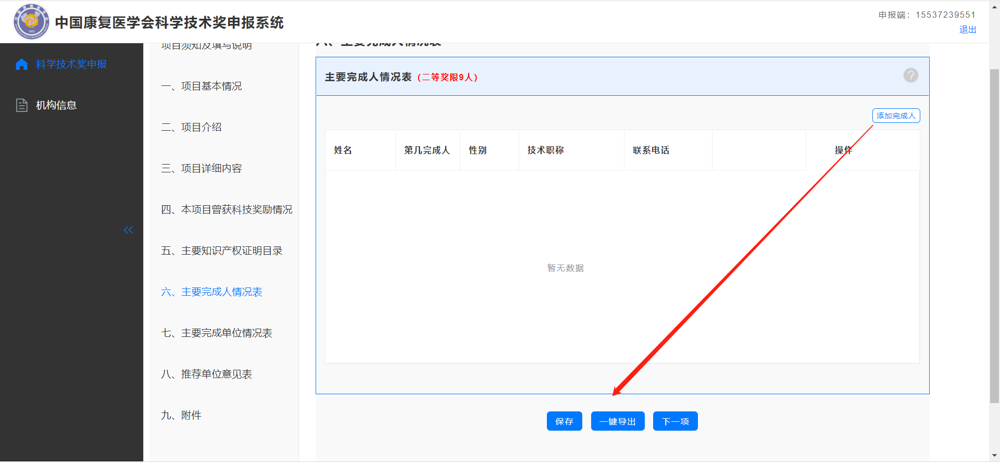 中国康复医学会科学技术奖申报系统
申报端：15537239551
退出
科学技术奖申报
机构信息
项目须知及填写说明
一、项目基本情况
二、项目介绍
三、项目详细内容
四、本项目曾获科技奖励情况
五、主要知识产权证明目录
六、主要完成人情况表
七、主要完成单位情况表
八、推荐单位意见表
九、附件
六、主要完成人情况表
主要完成人情况表（二等奖限9人）
?
添加完成人
姓名 第几完成人 性别 技术职称 联系电话 操作
暂无数据
保存 一键导出 下一项